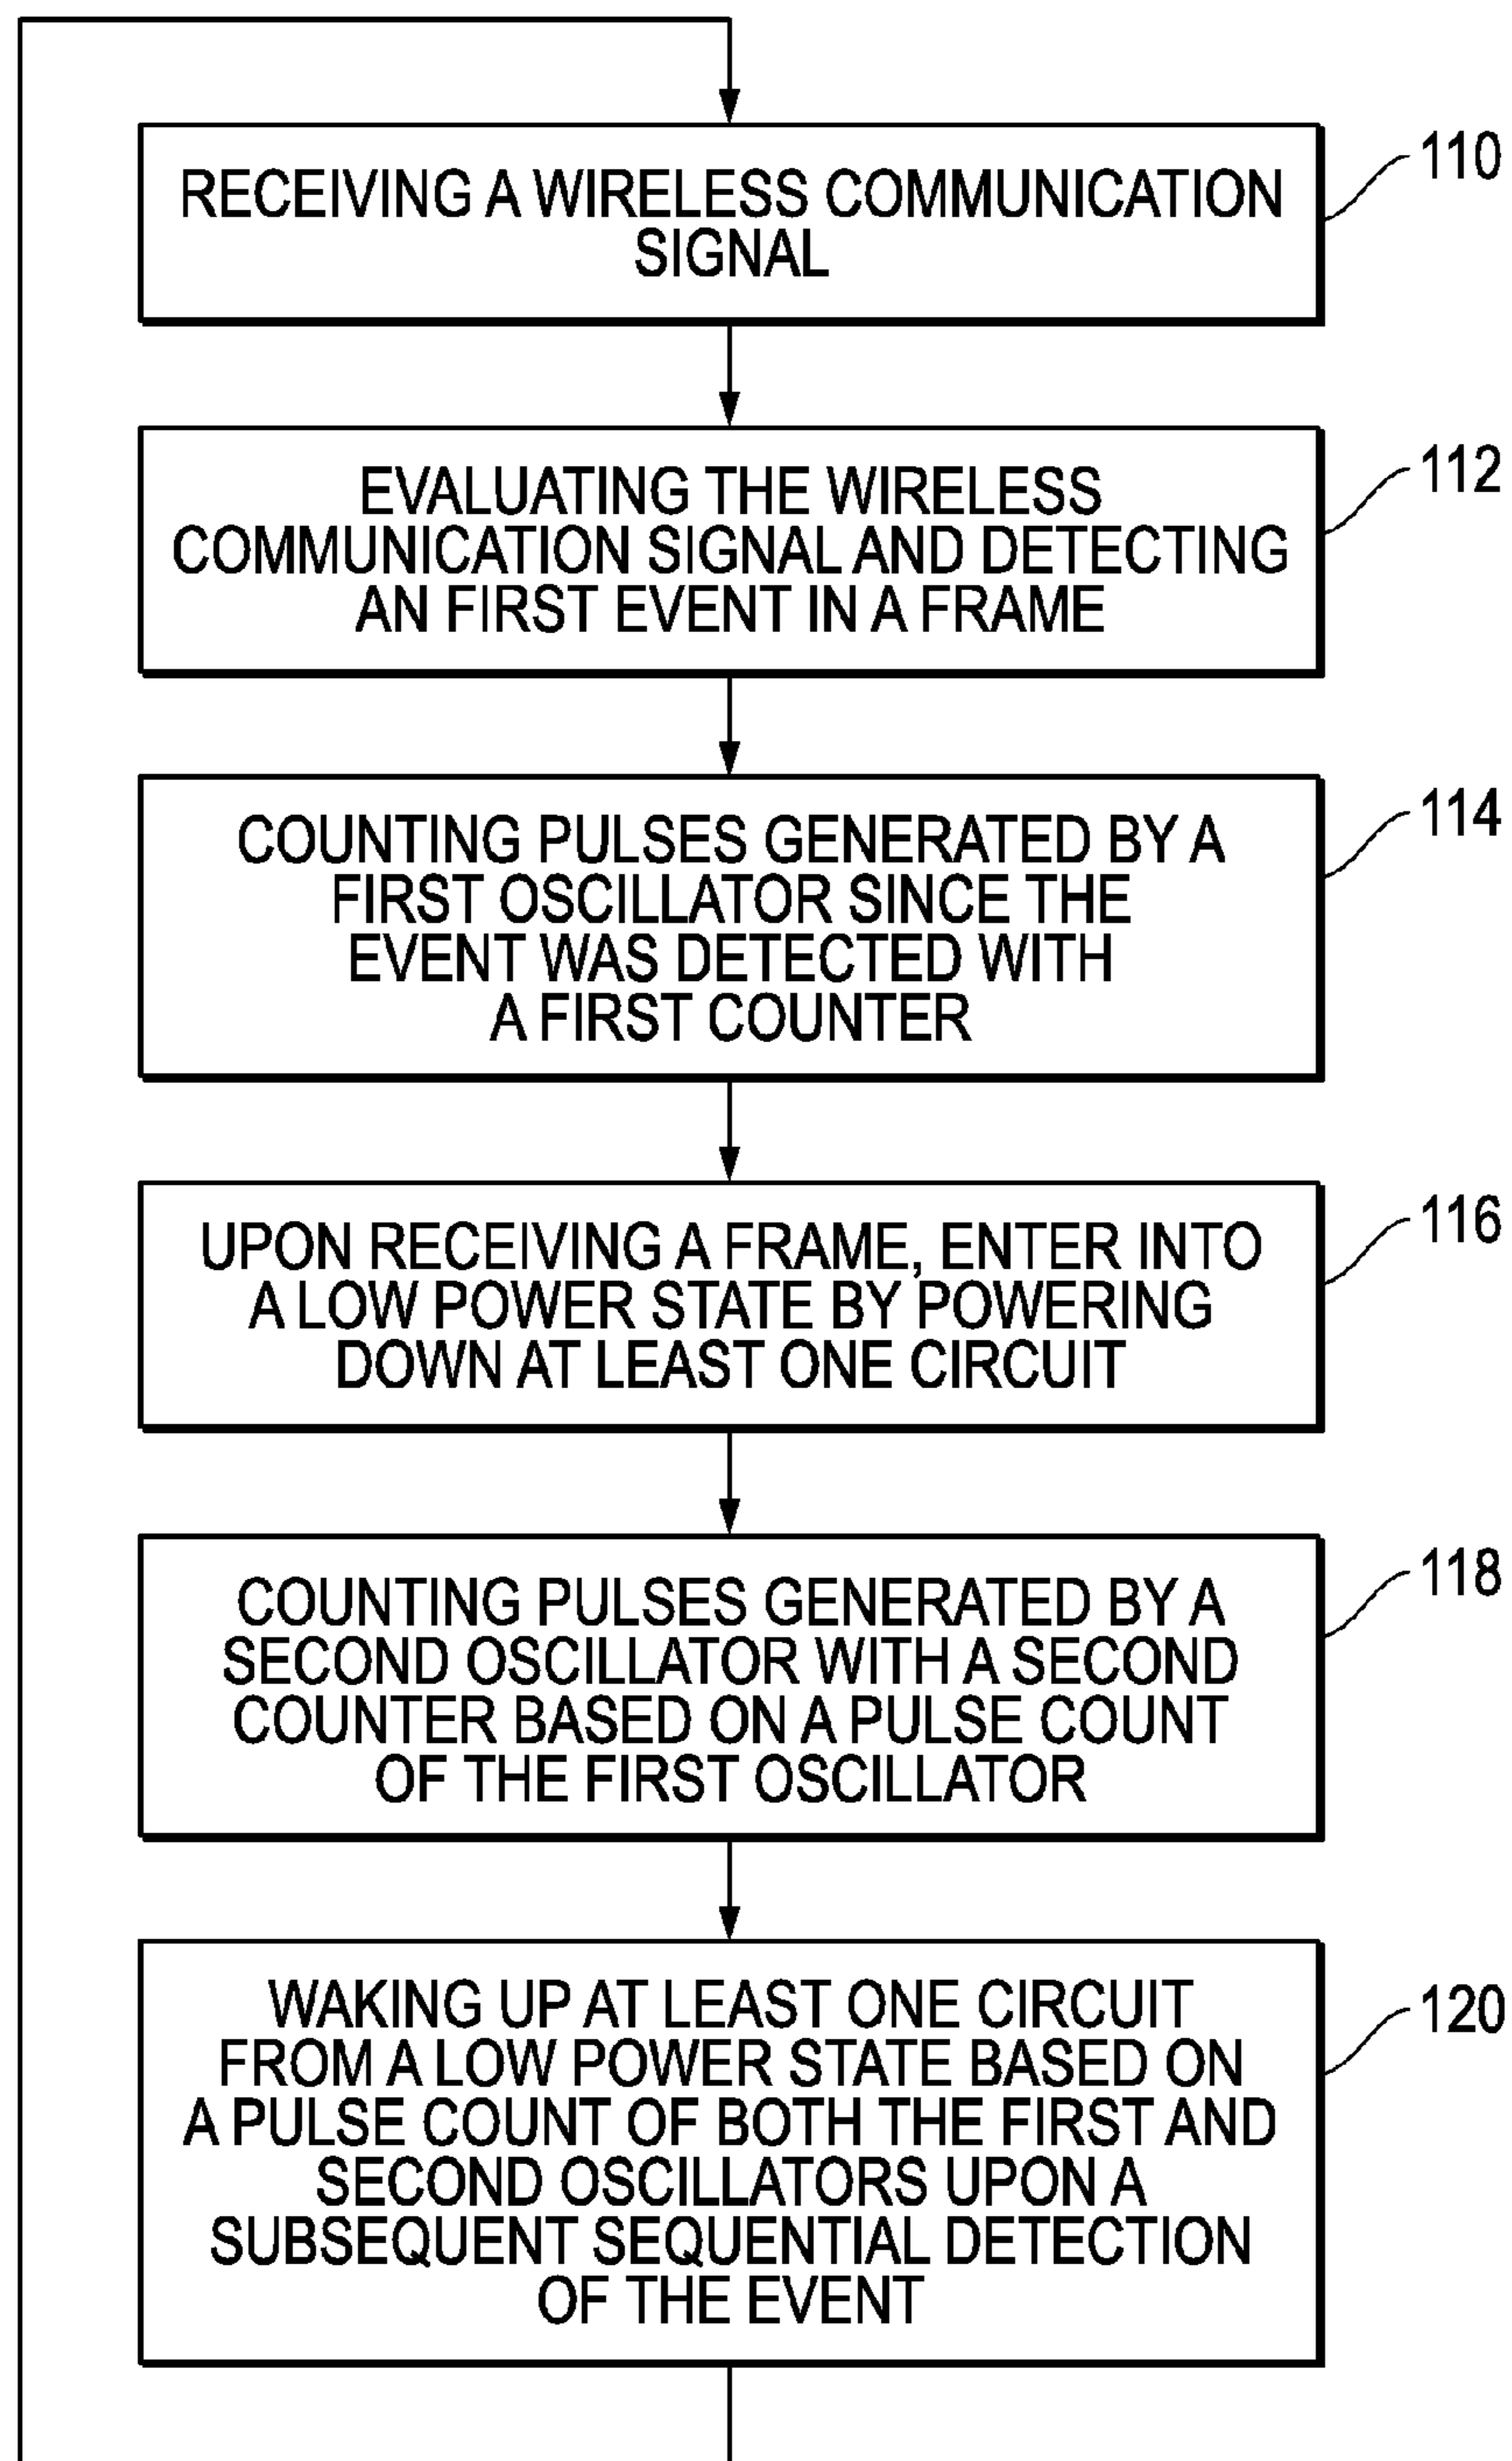 RECEIVING A WIRELESS COMMUNICATION
SIGNAL
110
EVALUATING THE WIRELESS
COMMUNICATION SIGNAL AND DETECTING
AN FIRST EVENT IN A FRAME
112
COUNTING PULSES GENERATED BY A
FIRST OSCILLATOR SINCE THE
EVENT WAS DETECTED WITH
A FIRST COUNTER
114
UPON RECEIVING A FRAME, ENTER INTO
A LOW POWER STATE BY POWERING
DOWN AT LEAST ONE CIRCUIT
116
COUNTING PULSES GENERATED BY A
SECOND OSCILLATOR WITH A SECOND
COUNTER BASED ON A PULSE COUNT
OF THE FIRST OSCILLATOR
118
WAKING UP AT LEAST ONE CIRCUIT
FROM A LOW POWER STATE BASED ON
A PULSE COUNT OF BOTH THE FIRST AND
SECOND OSCILLATORS UPON A
SUBSEQUENT SEQUENTIAL DETECTION
OF THE EVENT
120